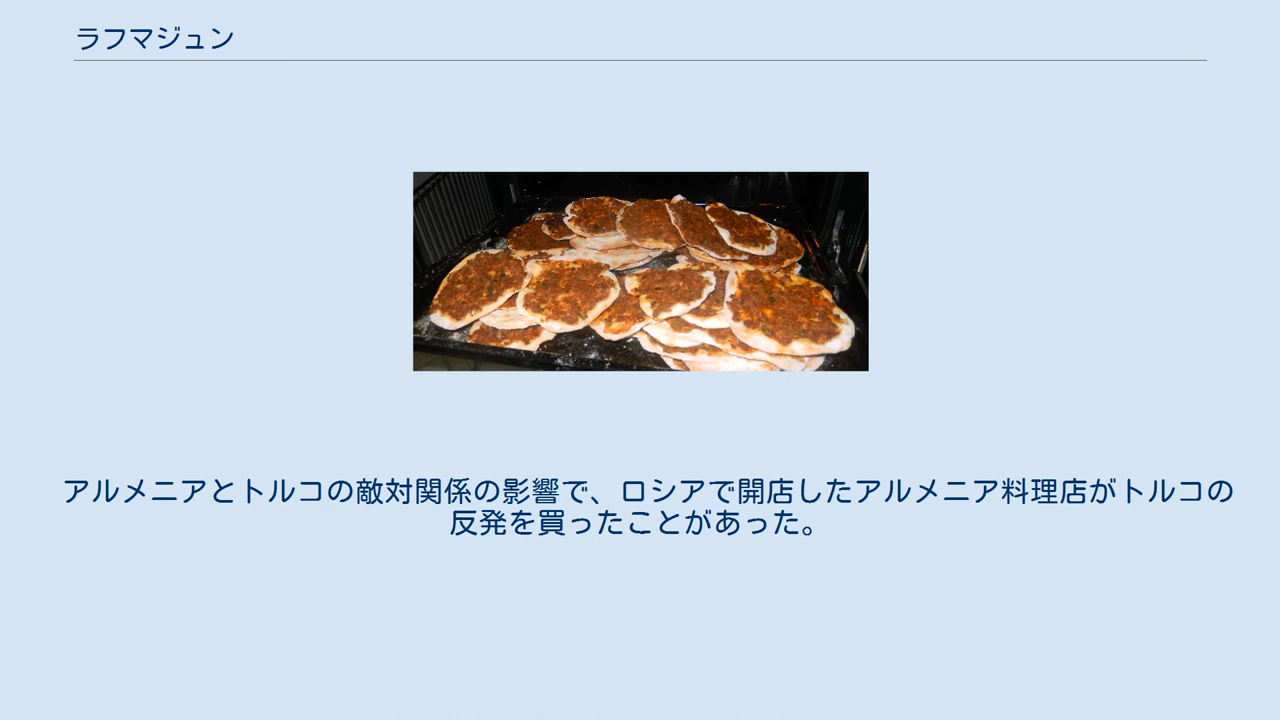 ラフマジュン
アルメニアとトルコの敵対関係の影響で、ロシアで開店したアルメニア料理店がトルコの
反発を買ったことがあった。